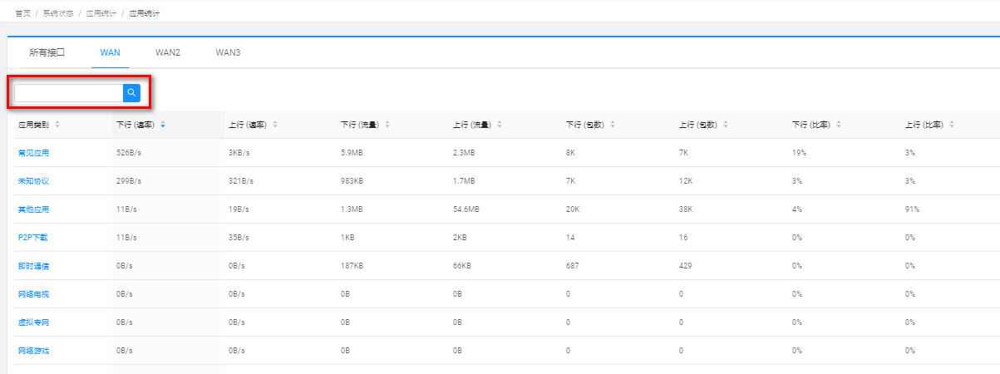 首页 / 系统状态 / 应用统计 / 应用统计
所有接口 WAN WAN2 WAN3
应用类别 下行 (速率) 上行 (速率) 下行 (流量) 上行 (流量) 下行 (包数) 上行 (包数) 下行 (比率) 上行 (比率)
常见应用 526B/s 3KB/s 5.9MB 2.3MB 8K 7K 19% 3%
未知协议 299B/s 321B/s 983KB 1.7MB 7K 12K 3% 3%
其他应用 11B/s 19B/s 1.3MB 54.6MB 20K 38K 4% 91%
P2P下载 11B/s 35B/s 1KB 2KB 14 16 0% 0%
即时通信 0B/s 0B/s 187KB 66KB 687 429 0% 0%
网络电视 0B/s 0B/s 0B 0B 0 0 0% 0%
虚拟专网 0B/s 0B/s 0B 0B 0 0 0% 0%
网络游戏 0B/s 0B/s 0B 0B 0 0 0% 0%